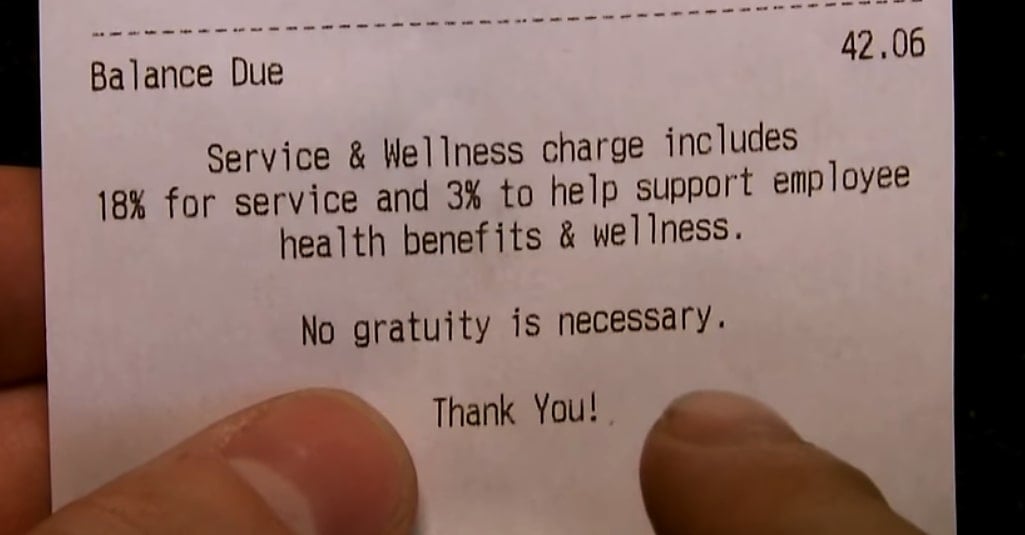 Balance Due 42.06
Service & Wellness charge includes
18% for service and 3% to help support employee
health benefits & wellness.
No gratuity is necessary.
Thank You!